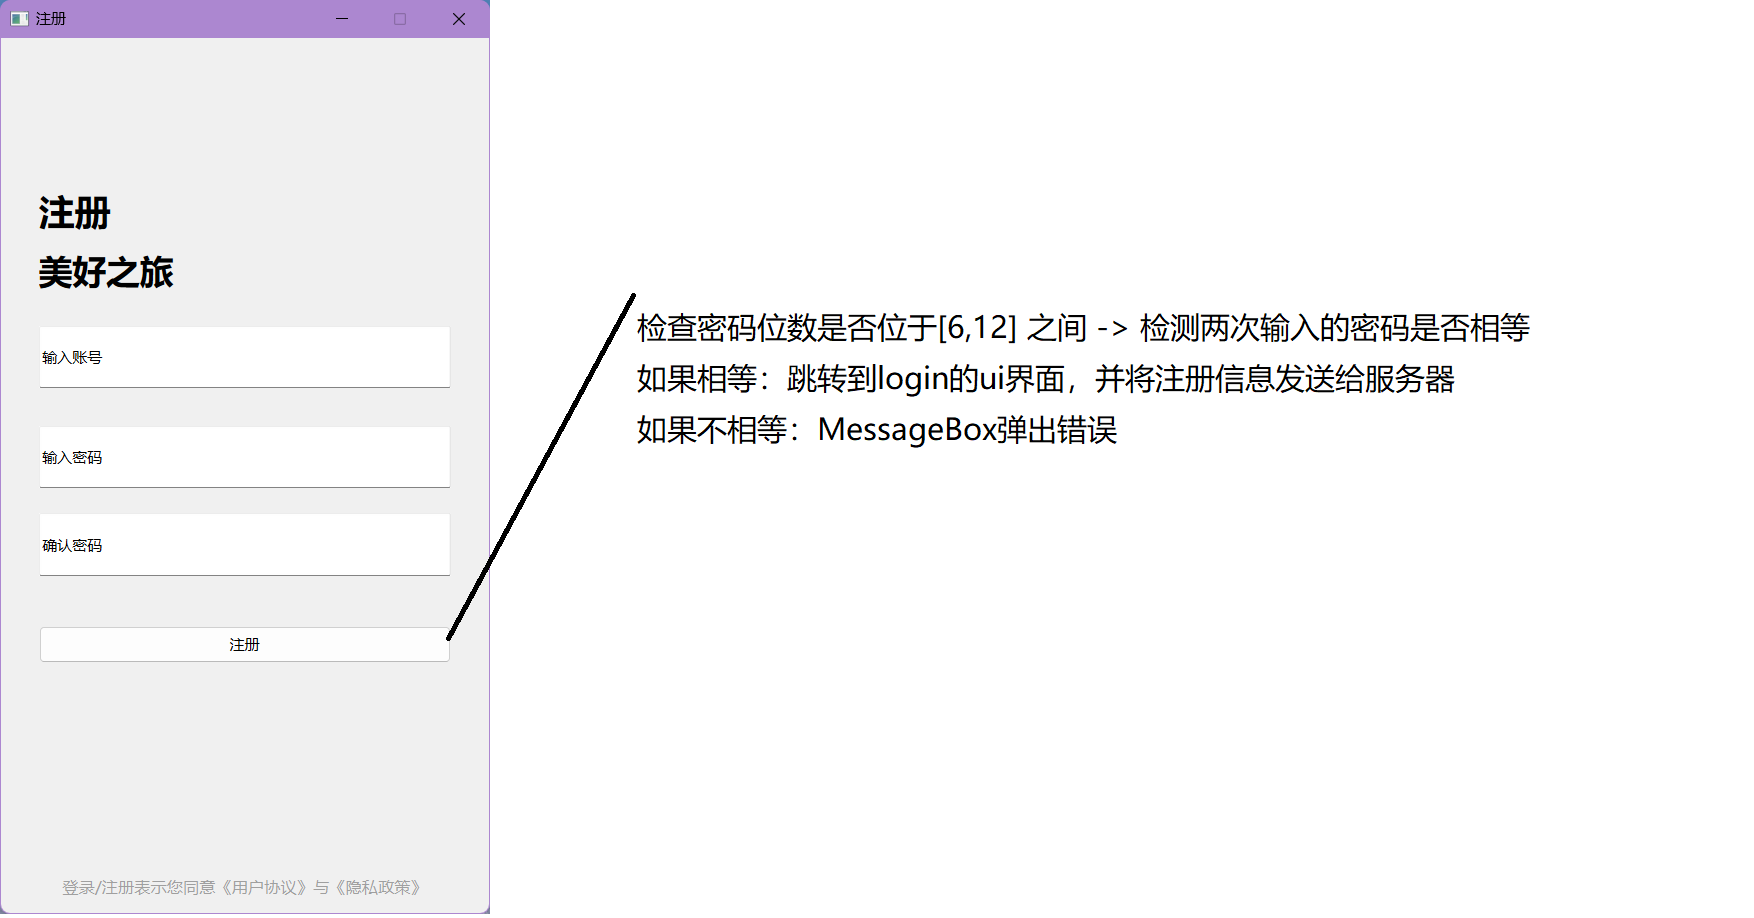 注册
注册
美好之旅
输入账号
输入密码
确认密码
注册
登录/注册表示您同意《用户协议》与《隐私政策》
检查密码位数是否位于[6,12] 之间 -> 检测两次输入的密码是否相等
如果相等：跳转到login的ui界面，并将注册信息发送给服务器
如果不相等：MessageBox弹出错误